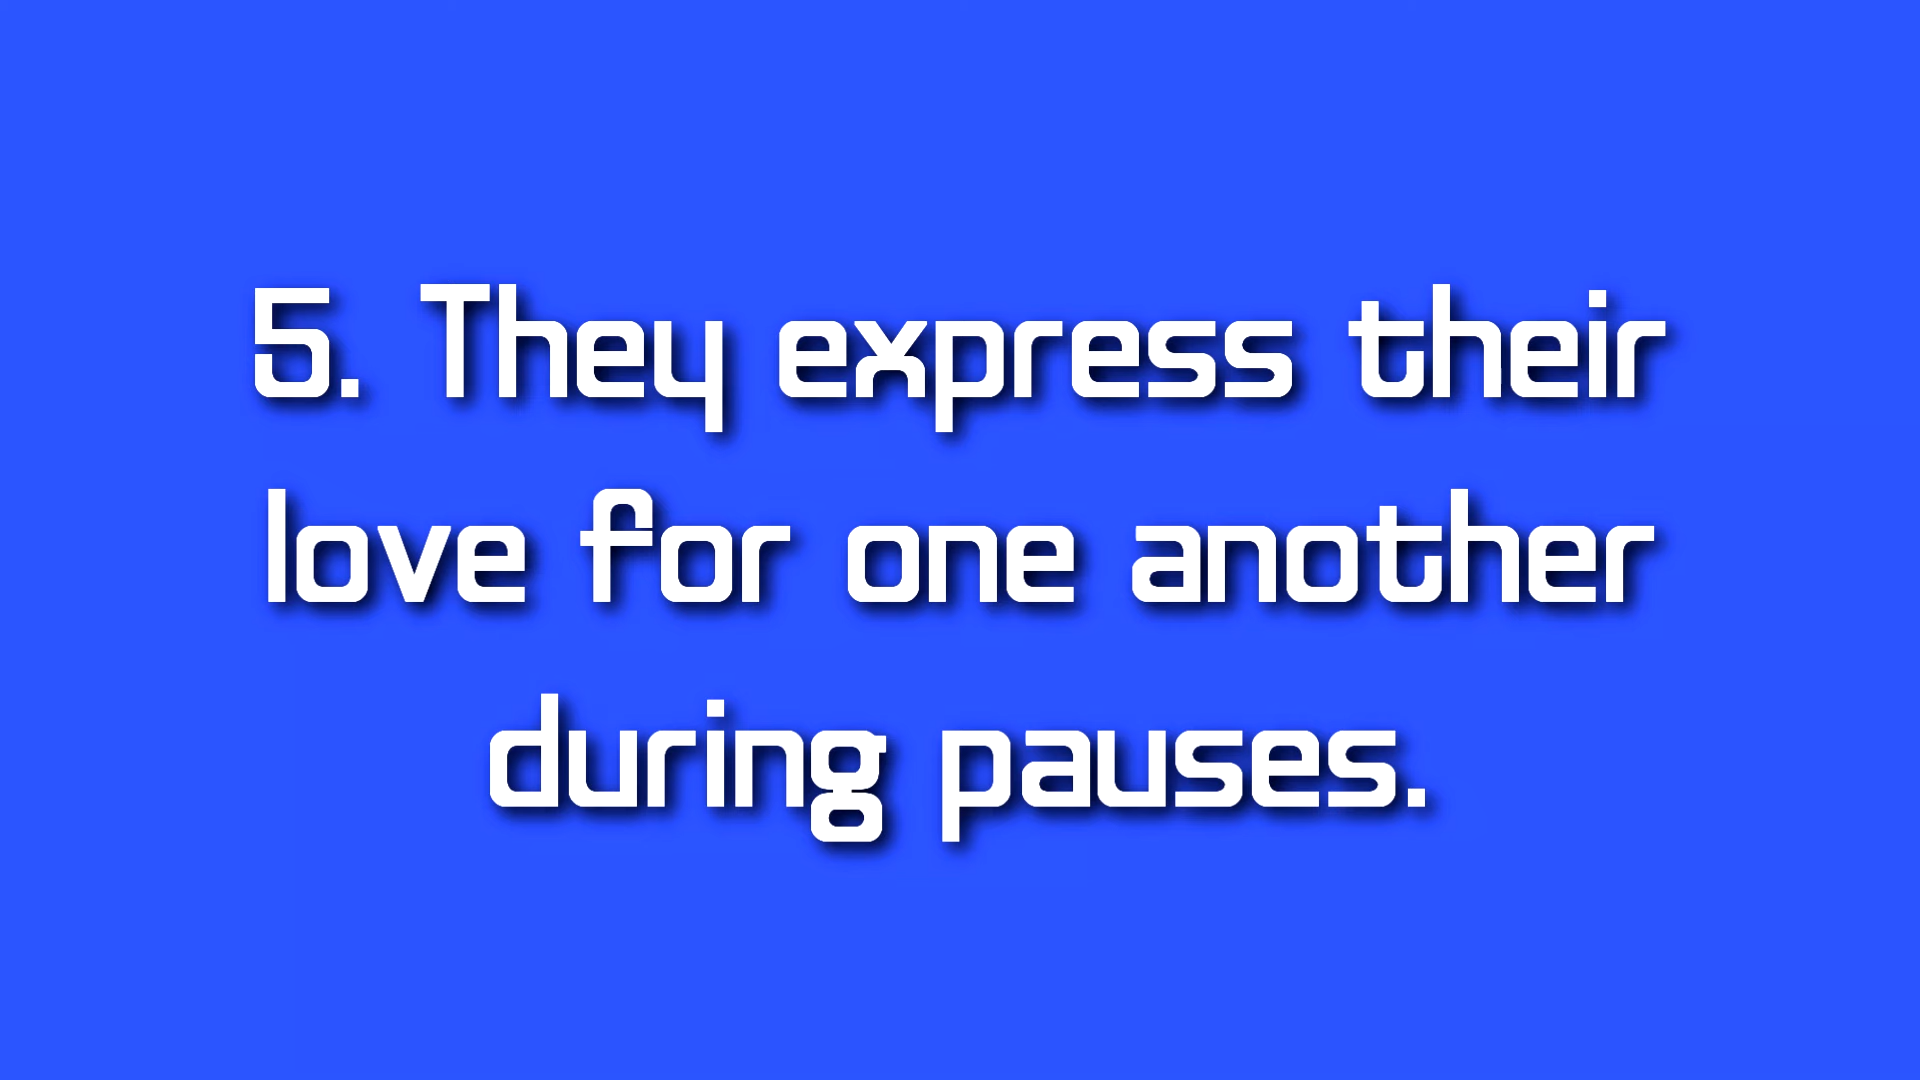 5. They express their
love for one another
during pauses.